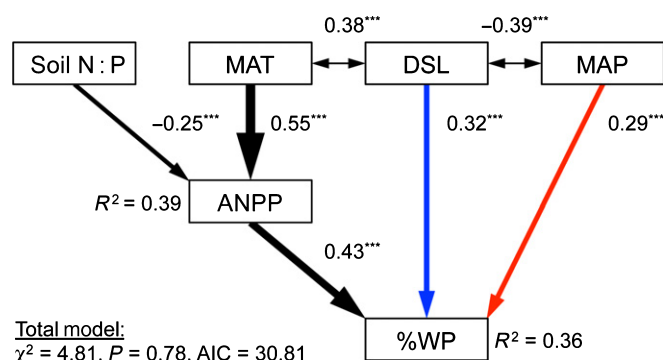 0.38*** −0.39***
Soil N : P MAT DSL MAP
−0.25*** 0.55*** 0.32*** 0.29***
R² = 0.39 ANPP
0.43***
%WP R² = 0.36
Total model:
χ² = 4.81, P = 0.78, AIC = 30.81